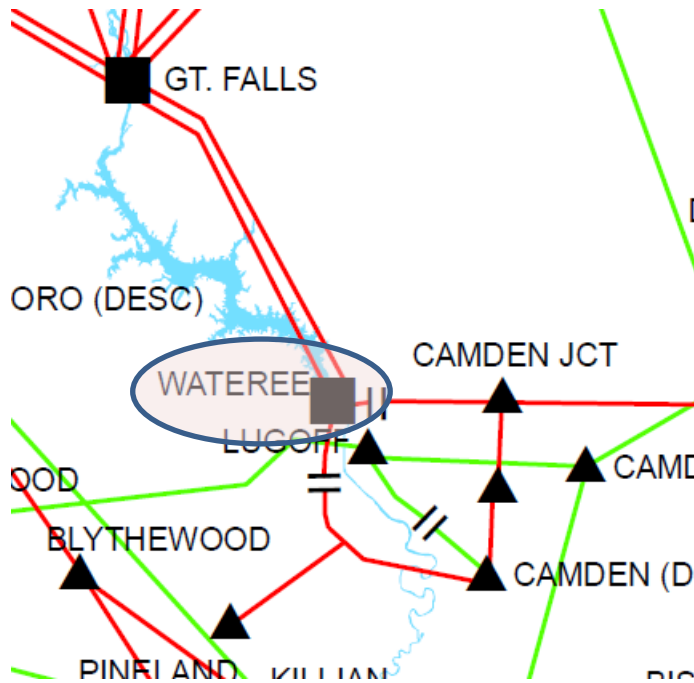 GT. FALLS
ORO (DESC)
CAMDEN JCT
WATEREE
LUGOFF
CAMD
OOD
BLYTHEWOOD
CAMDEN (D
PINELAND
KILLIAN